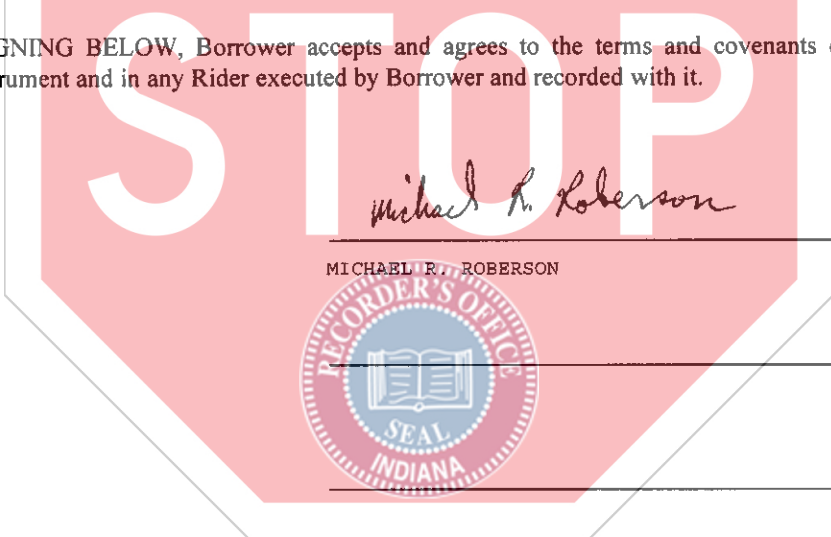 STOP
GNING BELOW, Borrower accepts and agrees to the terms and covenants
rument and in any Rider executed by Borrower and recorded with it.
Michael R. Roberson
MICHAEL R. ROBERSON
RECORDER'S OFFICE
SEAL
INDIANA